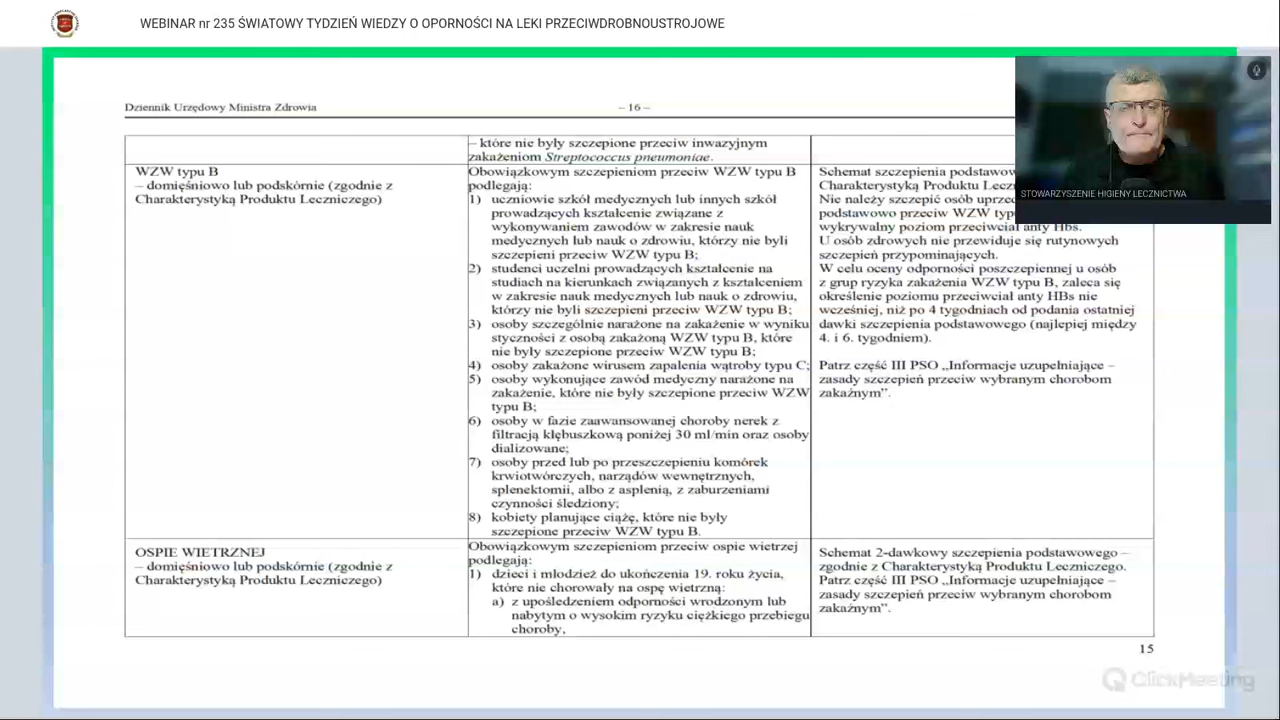 WEBINAR nr 235 ŚWIATOWY TYDZIEŃ WIEDZY O OPORNOŚCI NA LEKI PRZECIWDROBNOUSTROJOWE
Dziennik Urzędowy Ministra Zdrowia
– 16 –
– które nie były szczepione przeciw inwazyjnym
zakażeniom Streptococcus pneumoniae.
WZW typu B
– domięśniowo lub podskórnie (zgodnie z
Charakterystyką Produktu Leczniczego)
Obowiązkowym szczepieniom przeciw WZW typu B
podlegają:
1) uczniowie szkół medycznych lub innych szkół
prowadzących kształcenie związane z
wykonywaniem zawodów w zakresie nauk
medycznych lub nauk o zdrowiu, którzy nie byli
szczepieni przeciw WZW typu B;
2) studenci uczelni prowadzących kształcenie na
studiach na kierunkach związanych z kształceniem
w zakresie nauk medycznych lub nauk o zdrowiu,
którzy nie byli szczepieni przeciw WZW typu B;
3) osoby szczególnie narażone na zakażenie w wyniku
styczności z osobą zakażoną WZW typu B, które
nie były szczepione przeciw WZW typu B;
4) osoby zakażone wirusem zapalenia wątroby typu C;
5) osoby wykonujące zawód medyczny narażone na
zakażenie, które nie były szczepione przeciw WZW
typu B;
6) osoby w fazie zaawansowanej choroby nerek z
filtracją kłębuszkową poniżej 30 ml/min oraz osoby
dializowane;
7) osoby przed lub po przeszczepieniu komórek
krwiotwórczych, narządów wewnętrznych,
splenektomii, albo z asplenią, z zaburzeniami
czynności śledziony;
8) kobiety planujące ciążę, które nie były
szczepione przeciw WZW typu B.
Schemat szczepienia podstawow
Charakterystyką Produktu Lecz
Nie należy szczepić osób uprzed
podstawowo przeciw WZW typ
wykrywalny poziom przeciwciał anty HBs.
U osób zdrowych nie przewiduje się rutynowych
szczepień przypominających.
W celu oceny odporności poszczepiennej u osób
z grup ryzyka zakażenia WZW typu B, zaleca się
określenie poziomu przeciwciał anty HBs nie
wcześniej, niż po 4 tygodniach od podania ostatniej
dawki szczepienia podstawowego (najlepiej między
4. i 6. tygodniem).
Patrz część III PSO „Informacje uzupełniające –
zasady szczepień przeciw wybranym chorobom
zakaźnym”.
OSPIE WIETRZNEJ
– domięśniowo lub podskórnie (zgodnie z
Charakterystyką Produktu Leczniczego)
Obowiązkowym szczepieniom przeciw ospie wietrzej
podlegają:
1) dzieci i młodzież do ukończenia 19. roku życia,
które nie chorowały na ospę wietrzną:
a) z upośledzeniem odporności wrodzonym lub
nabytym o wysokim ryzyku ciężkiego przebiegu
choroby,
Schemat 2-dawkowy szczepienia podstawowego –
zgodnie z Charakterystyką Produktu Leczniczego.
Patrz część III PSO „Informacje uzupełniające –
zasady szczepień przeciw wybranym chorobom
zakaźnym”.
15
STOWARZYSZENIE HIGIENY LECZNICTWA
ClickMeeting